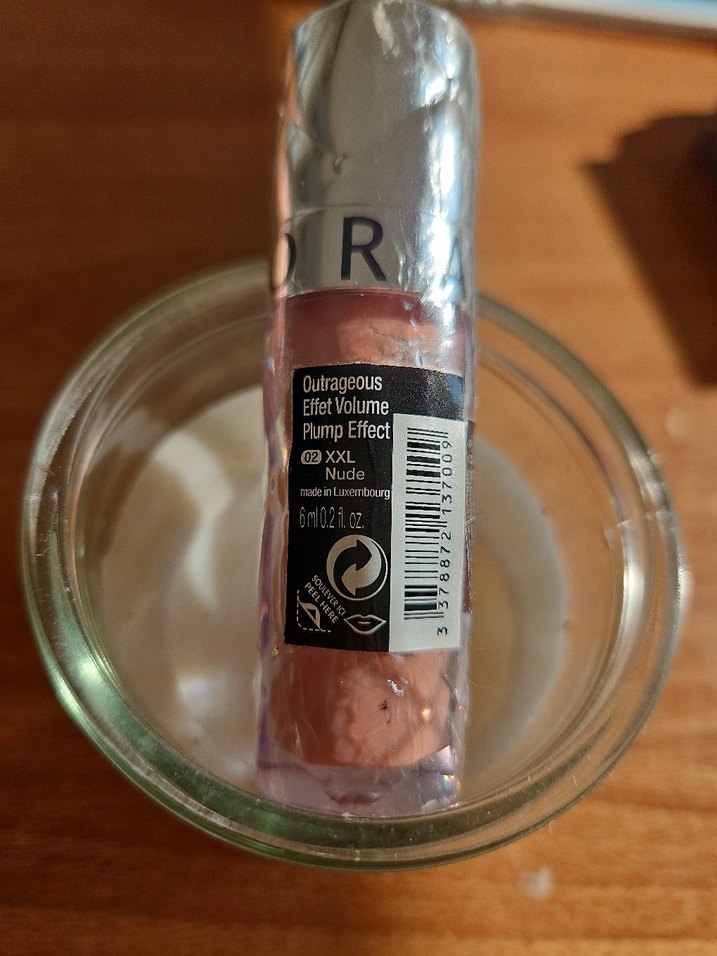 ORA
Outrageous
Effet Volume
Plump Effect
02 XXL
Nude
made in Luxembourg
6 ml 0.2 fl. oz.
SOULEVER ICI
PEEL HERE
3 378872 137009